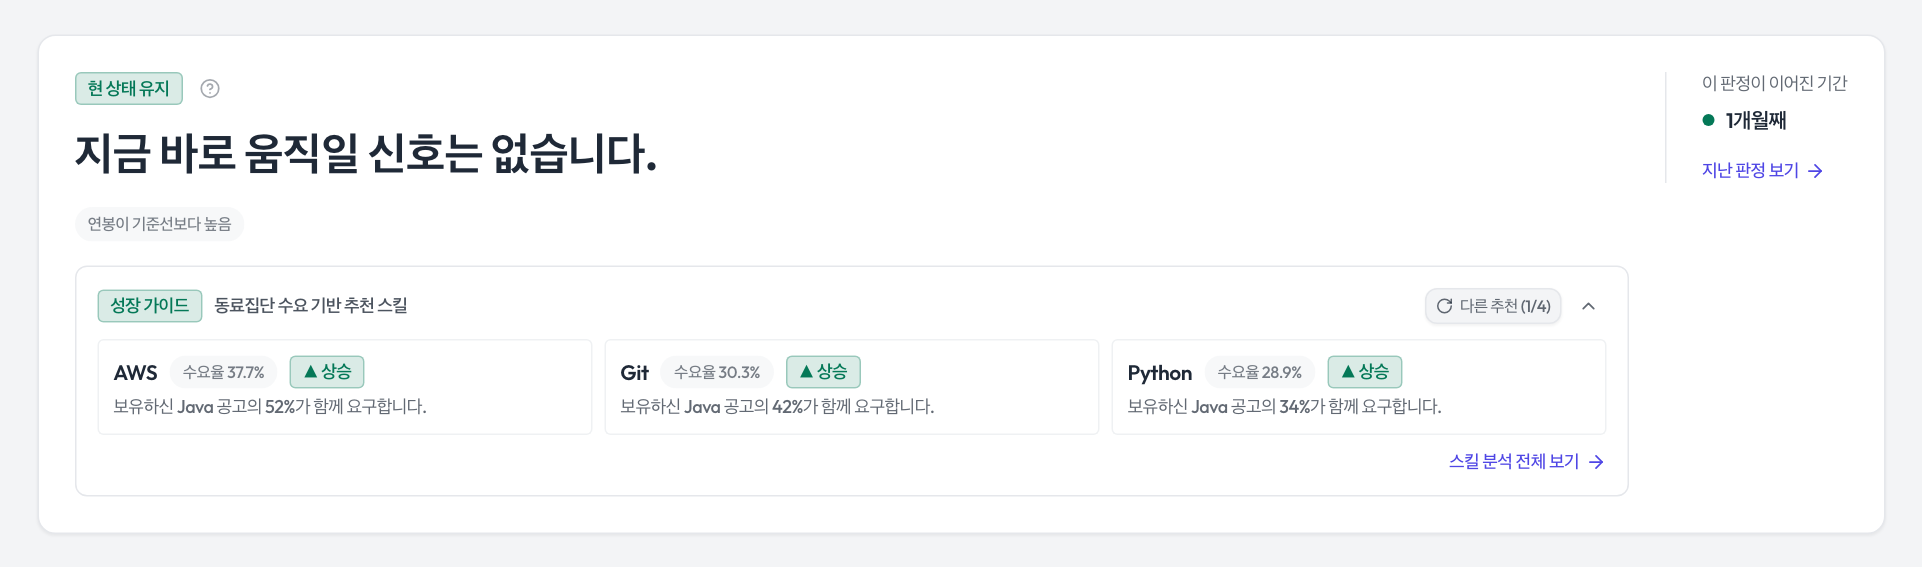 현 상태 유지
지금 바로 움직일 신호는 없습니다.
연봉이 기준선보다 높음
이 판정이 이어진 기간
1개월째
지난 판정 보기 →
성장 가이드 동료집단 수요 기반 추천 스킬
다른 추천 (1/4)
AWS 수요율 37.7% ▲ 상승
보유하신 Java 공고의 52%가 함께 요구합니다.
Git 수요율 30.3% ▲ 상승
보유하신 Java 공고의 42%가 함께 요구합니다.
Python 수요율 28.9% ▲ 상승
보유하신 Java 공고의 34%가 함께 요구합니다.
스킬 분석 전체 보기 →